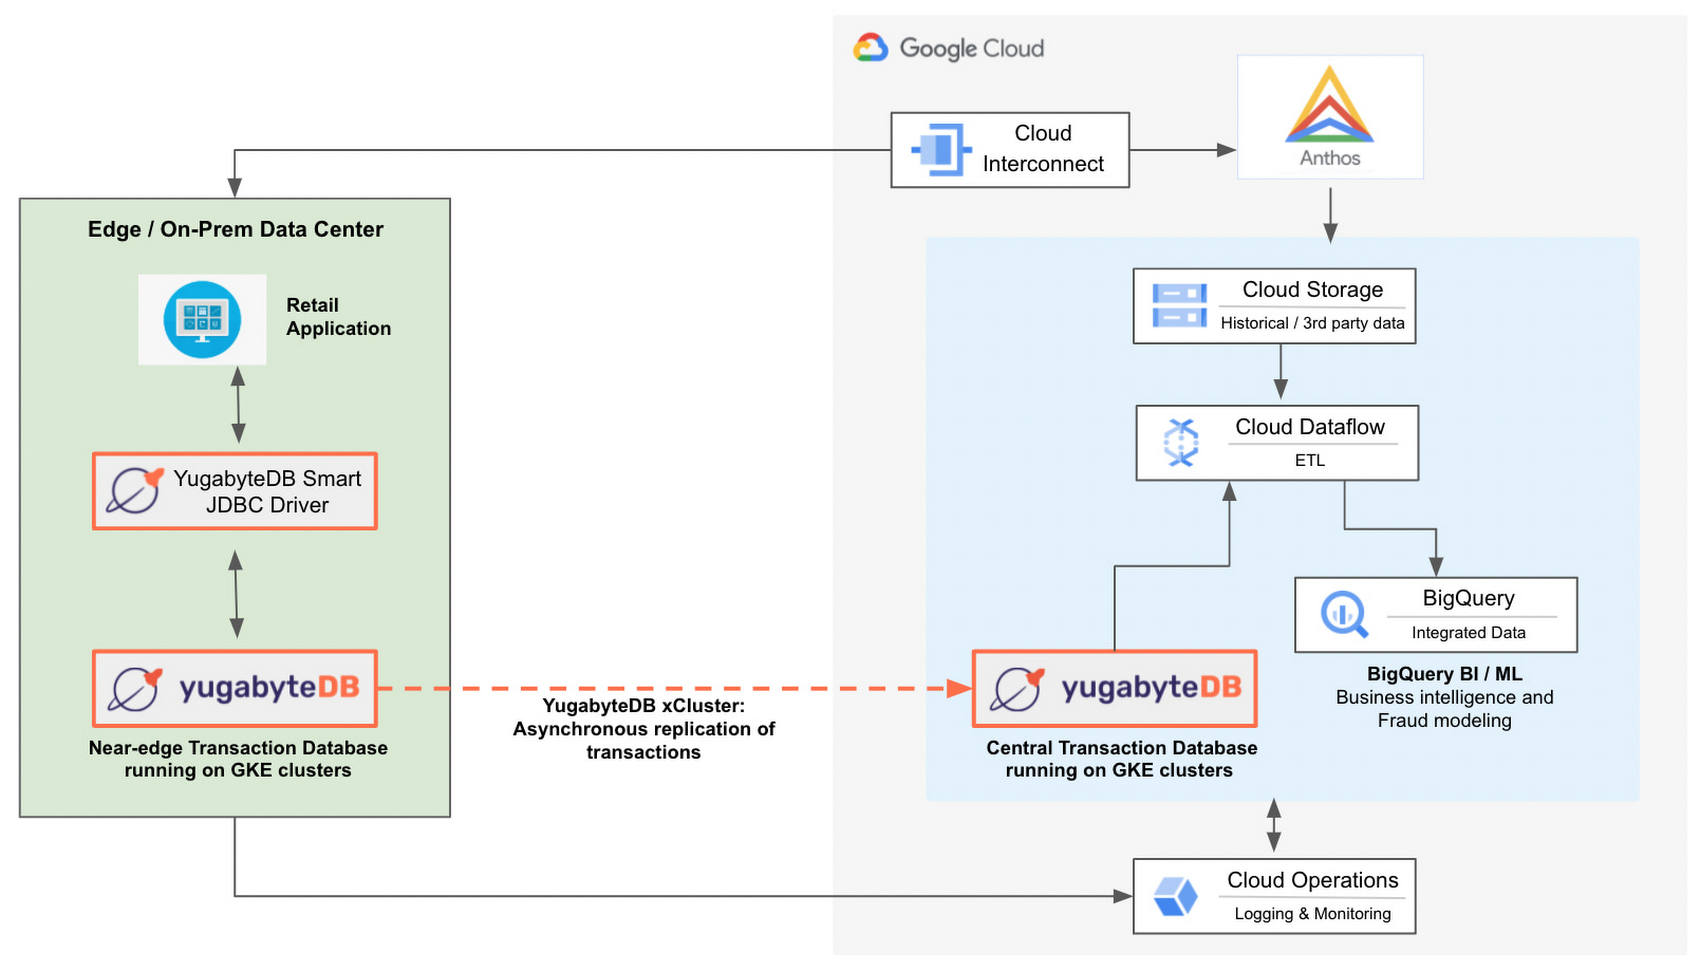 Google Cloud
Cloud
Interconnect
Anthos
Edge / On-Prem Data Center
Retail
Application
YugabyteDB Smart
JDBC Driver
yugabyteDB
Near-edge Transaction Database
running on GKE clusters
YugabyteDB xCluster:
Asynchronous replication of
transactions
Cloud Storage
Historical / 3rd party data
Cloud Dataflow
ETL
BigQuery
Integrated Data
BigQuery BI / ML
Business intelligence and
Fraud modeling
yugabyteDB
Central Transaction Database
running on GKE clusters
Cloud Operations
Logging & Monitoring